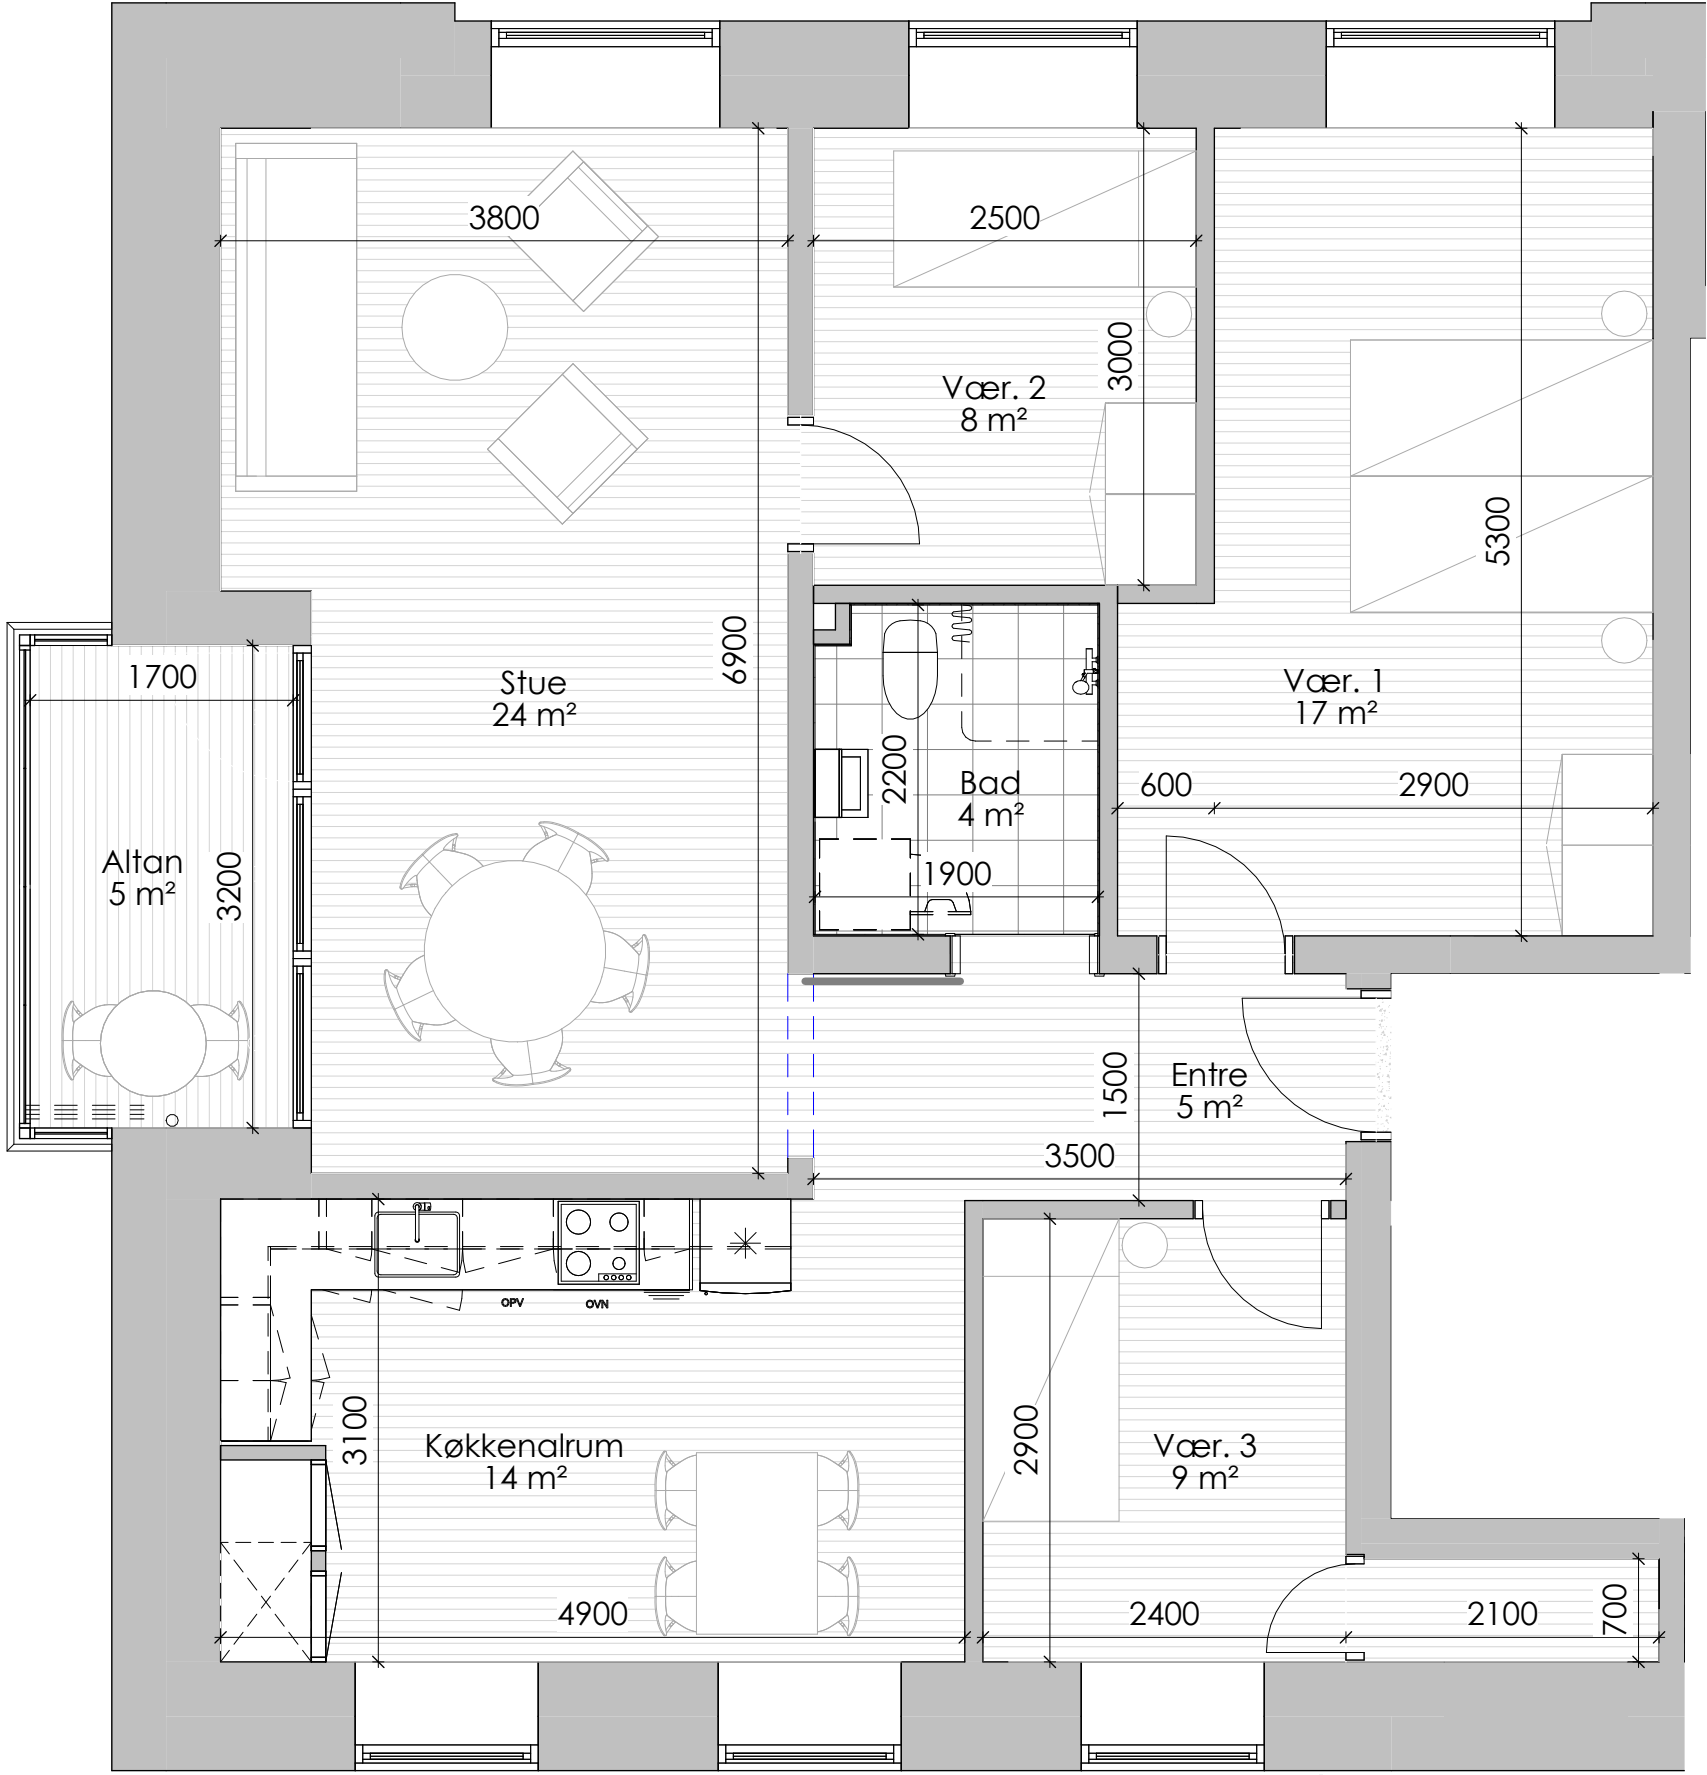 3800
2500
3000
Vær. 2
8 m²
5300
6900
1700
Stue
24 m²
Vær. 1
17 m²
2200
Bad
4 m²
600
2900
Altan
5 m²
3200
1900
1500
Entre
5 m²
3500
OPV
OVN
3100
Køkkenalrum
14 m²
2900
Vær. 3
9 m²
4900
2400
2100
700